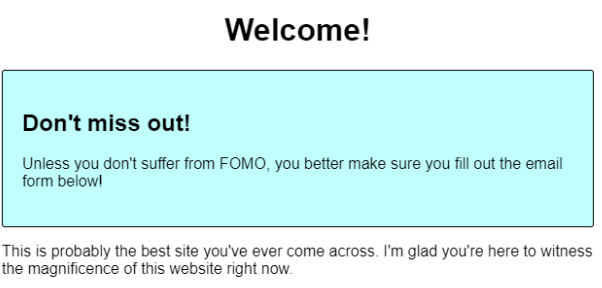 Welcome!
Don't miss out!
Unless you don't suffer from FOMO, you better make sure you fill out the email
form below!
This is probably the best site you've ever come across. I'm glad you're here to witness
the magnificence of this website right now.